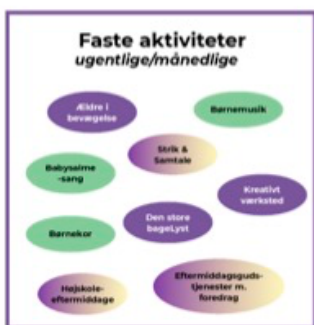 Faste aktiviteter
ugentlige/månedlige
Ældre i
bevægelse
Børnemusik
Strik &
Samtale
Babysalme
-sang
Kreativt
værksted
Den store
bageLyst
Børnekor
Højskole-
eftermiddage
Eftermiddagsguds-
tjenester m.
foredrag